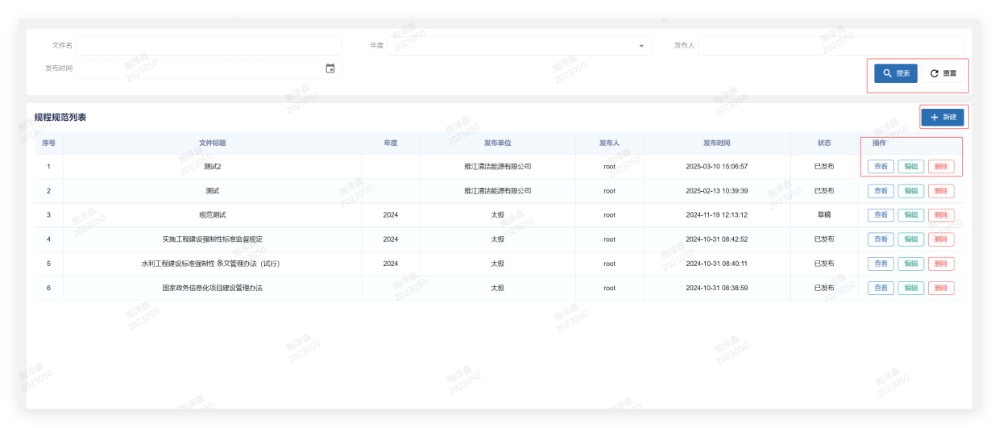 文件名 年度 发布人
发布时间
搜索 重置
规程规范列表 新建
序号 文件标题 年度 发布单位 发布人 发布时间 状态 操作
1 测试2 雅江清洁能源有限公司 root 2025-03-10 15:06:57 已发布 查看 编辑 删除
2 测试 雅江清洁能源有限公司 root 2025-02-13 10:39:39 已发布 查看 编辑 删除
3 规范测试 2024 太极 root 2024-11-19 12:13:12 草稿 查看 编辑 删除
4 实施工程建设强制性标准监督规定 2024 太极 root 2024-10-31 08:42:52 已发布 查看 编辑 删除
5 水利工程建设标准强制性 条文管理办法（试行） 2024 太极 root 2024-10-31 08:40:11 已发布 查看 编辑 删除
6 国家政务信息化项目建设管理办法 太极 root 2024-10-31 08:38:59 已发布 查看 编辑 删除
陶泽鑫
2023050